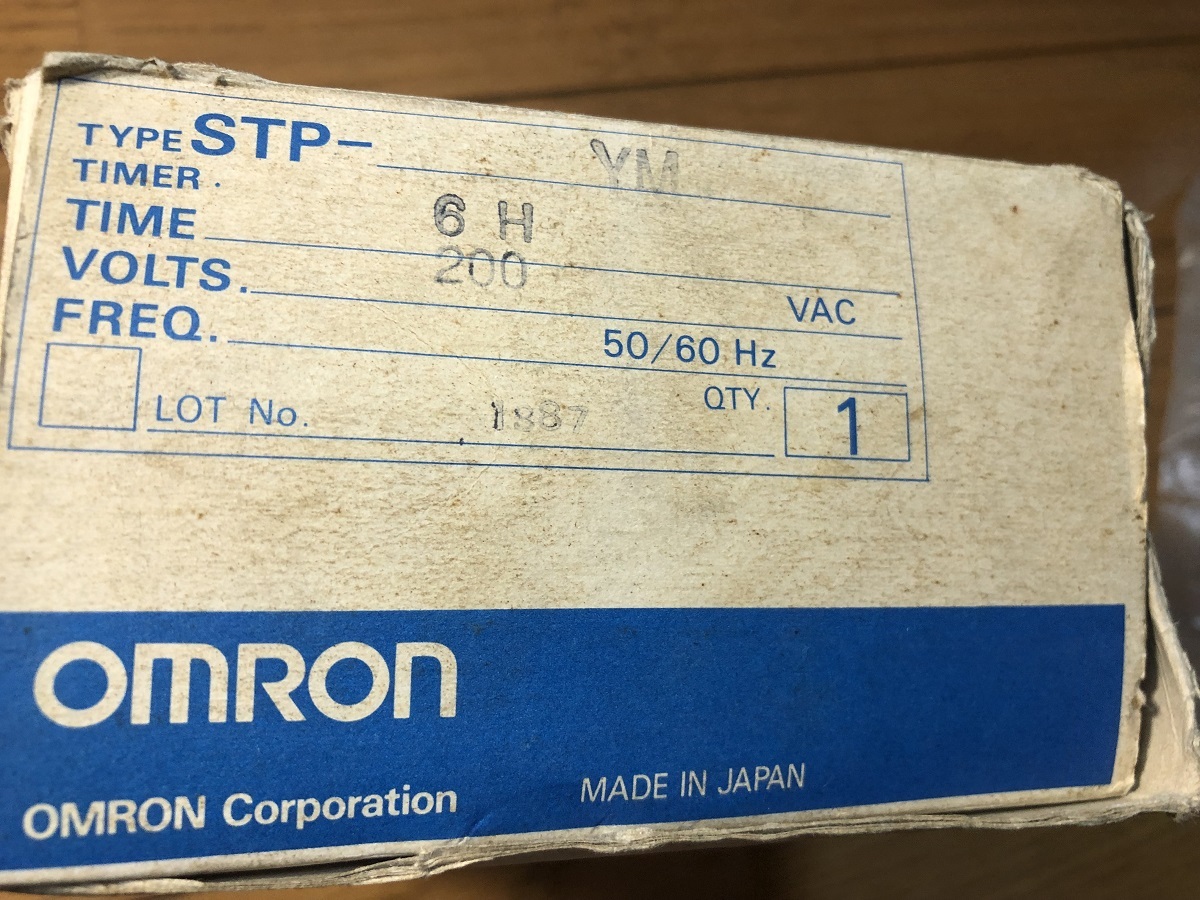 TYPE STP- YM
TIMER.
TIME 6 H
VOLTS. 200 VAC
FREQ. 50/60 Hz
LOT No. 1887 QTY. 1
OMRON
OMRON Corporation MADE IN JAPAN